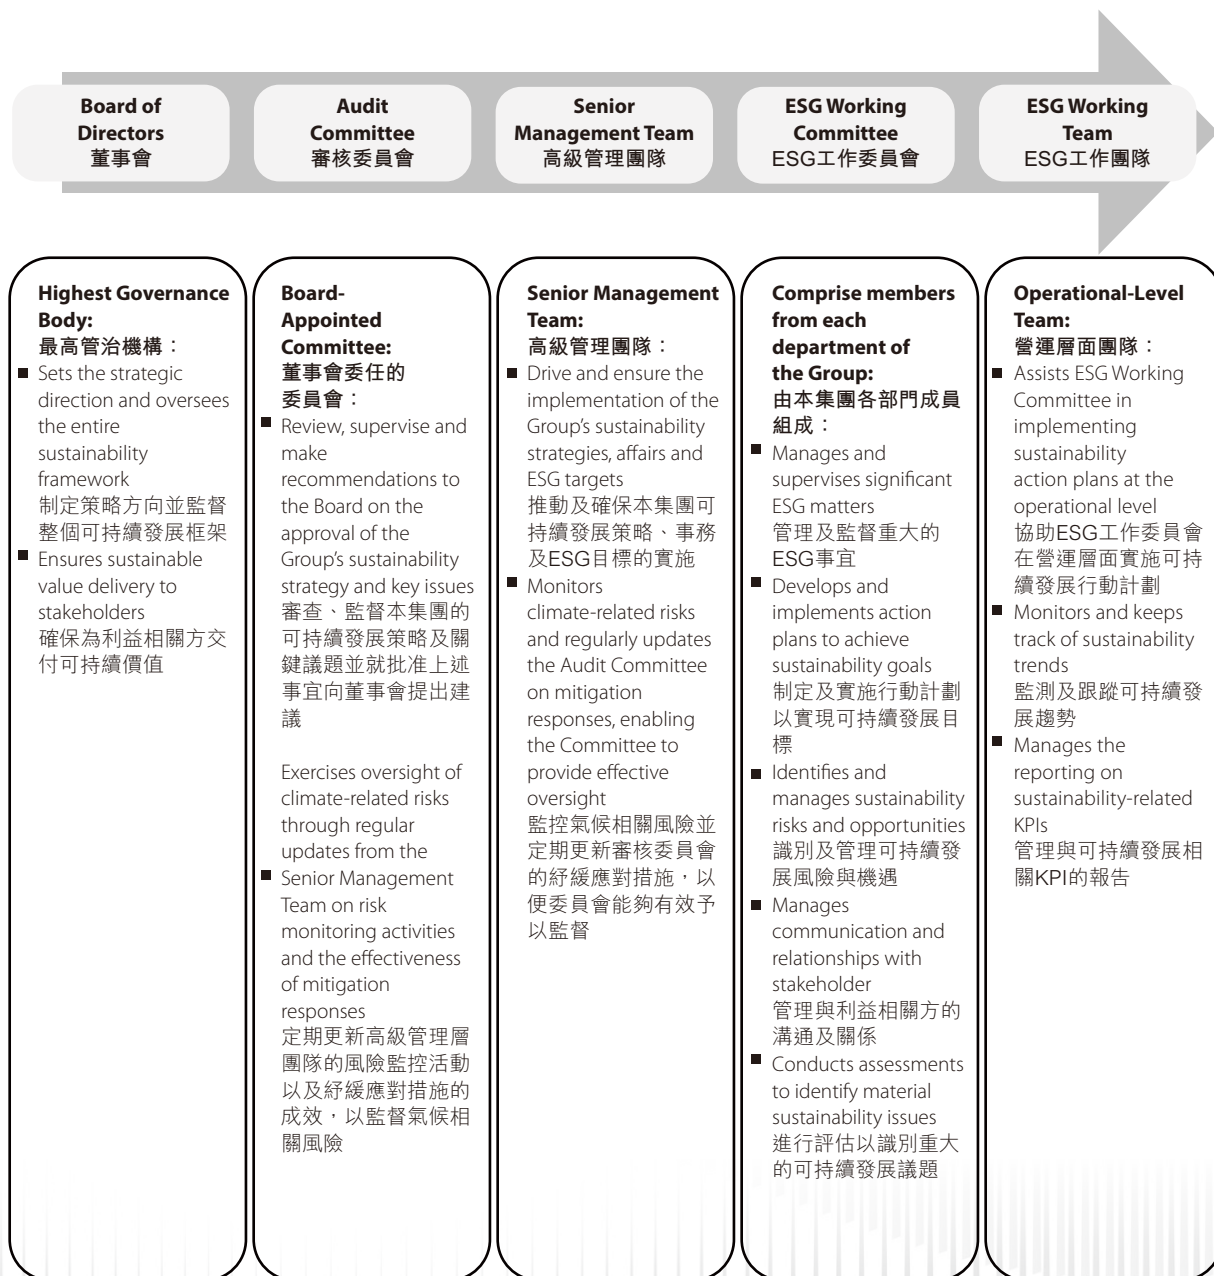 Board of
Directors
董事會
Audit
Committee
審核委員會
Senior
Management Team
高級管理團隊
ESG Working
Committee
ESG工作委員會
ESG Working
Team
ESG工作團隊
Highest Governance
Body:
最高管治機構：
■ Sets the strategic
direction and oversees
the entire
sustainability
framework
制定策略方向並監督
整個可持續發展框架
■ Ensures sustainable
value delivery to
stakeholders
確保為利益相關方交
付可持續價值
Board-
Appointed
Committee:
董事會委任的
委員會：
■ Review, supervise and
make
recommendations to
the Board on the
approval of the
Group’s sustainability
strategy and key issues
審查、監督本集團的
可持續發展策略及關
鍵議題並就批准上述
事宜向董事會提出建
議
Exercises oversight of
climate-related risks
through regular
updates from the
■ Senior Management
Team on risk
monitoring activities
and the effectiveness
of mitigation
responses
定期更新高級管理層
團隊的風險監控活動
以及紓緩應對措施的
成效，以監督氣候相
關風險
Senior Management
Team:
高級管理團隊：
■ Drive and ensure the
implementation of the
Group’s sustainability
strategies, affairs and
ESG targets
推動及確保本集團可
持續發展策略、事務
及ESG目標的實施
■ Monitors
climate-related risks
and regularly updates
the Audit Committee
on mitigation
responses, enabling
the Committee to
provide effective
oversight
監控氣候相關風險並
定期更新審核委員會
的紓緩應對措施，以
便委員會能夠有效予
以監督
Comprise members
from each
department of
the Group:
由本集團各部門成員
組成：
■ Manages and
supervises significant
ESG matters
管理及監督重大的
ESG事宜
■ Develops and
implements action
plans to achieve
sustainability goals
制定及實施行動計劃
以實現可持續發展目
標
■ Identifies and
manages sustainability
risks and opportunities
識別及管理可持續發
展風險與機遇
■ Manages
communication and
relationships with
stakeholder
管理與利益相關方的
溝通及關係
■ Conducts assessments
to identify material
sustainability issues
進行評估以識別重大
的可持續發展議題
Operational-Level
Team:
營運層面團隊：
■ Assists ESG Working
Committee in
implementing
sustainability
action plans at the
operational level
協助ESG工作委員會
在營運層面實施可持
續發展行動計劃
■ Monitors and keeps
track of sustainability
trends
監測及跟蹤可持續發
展趨勢
■ Manages the
reporting on
sustainability-related
KPIs
管理與可持續發展相
關KPI的報告